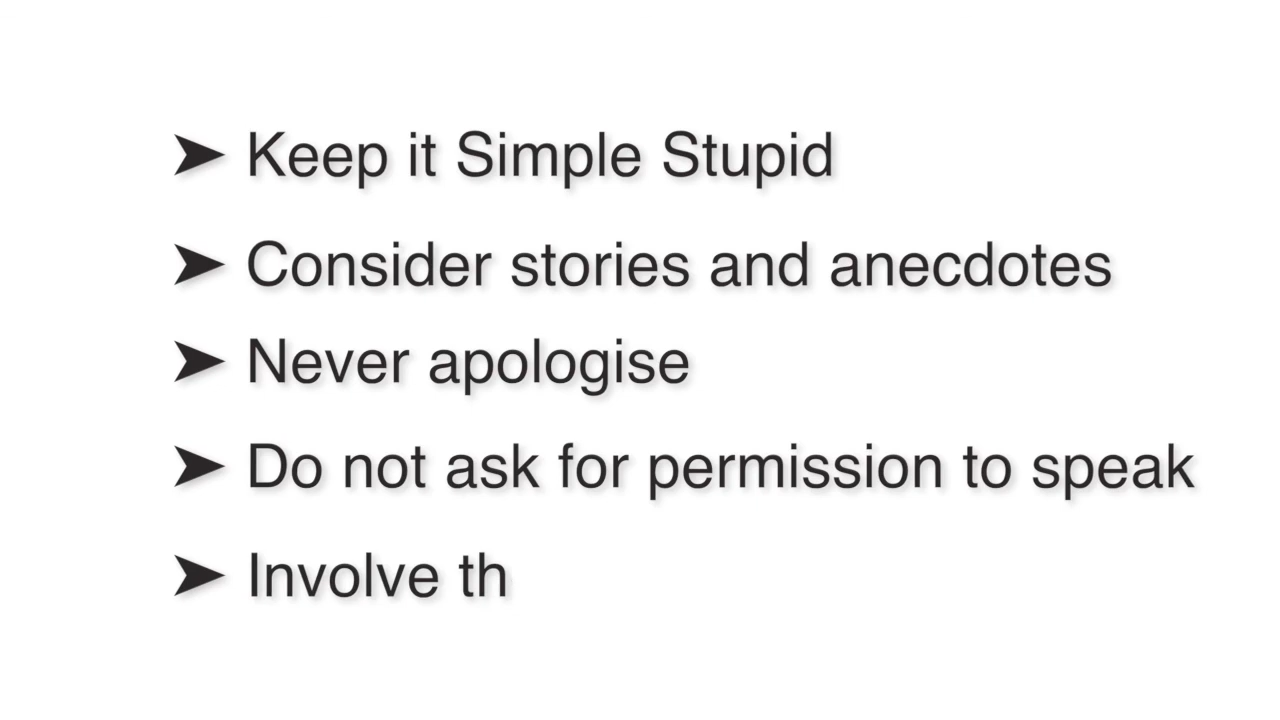 ➤ Keep it Simple Stupid
➤ Consider stories and anecdotes
➤ Never apologise
➤ Do not ask for permission to speak
➤ Involve th